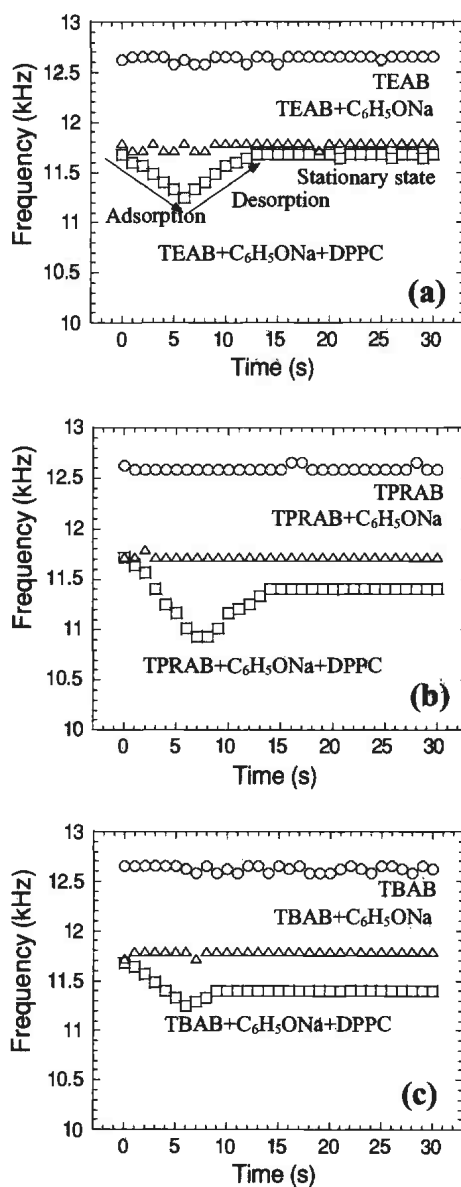 13
12.5
12
11.5
11
10.5
10
Frequency (kHz)
TEAB
TEAB+C₆H₅ONa
Stationary state
Adsorption
Desorption
TEAB+C₆H₅ONa+DPPC
(a)
0 5 10 15 20 25 30
Time (s)
13
12.5
12
11.5
11
10.5
10
Frequency (kHz)
TPRAB
TPRAB+C₆H₅ONa
TPRAB+C₆H₅ONa+DPPC
(b)
0 5 10 15 20 25 30
Time (s)
13
12.5
12
11.5
11
10.5
10
Frequency (kHz)
TBAB
TBAB+C₆H₅ONa
TBAB+C₆H₅ONa+DPPC
(c)
0 5 10 15 20 25 30
Time (s)